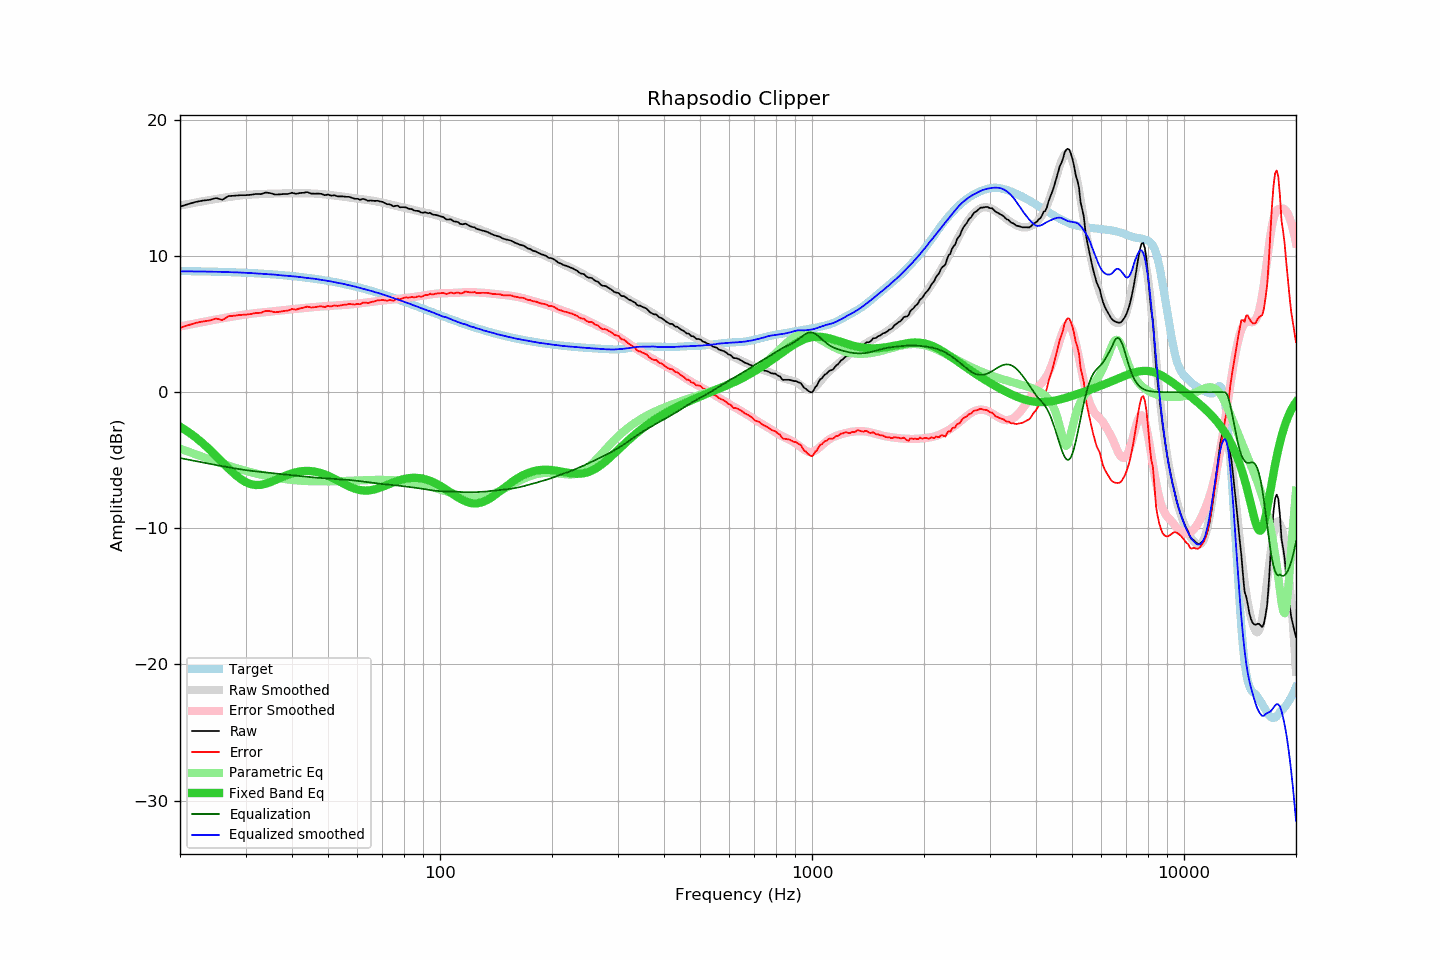 Rhapsodio Clipper
20
10
0
−10
−20
−30
Amplitude (dBr)
100
1000
10000
Frequency (Hz)
Target
Raw Smoothed
Error Smoothed
Raw
Error
Parametric Eq
Fixed Band Eq
Equalization
Equalized smoothed